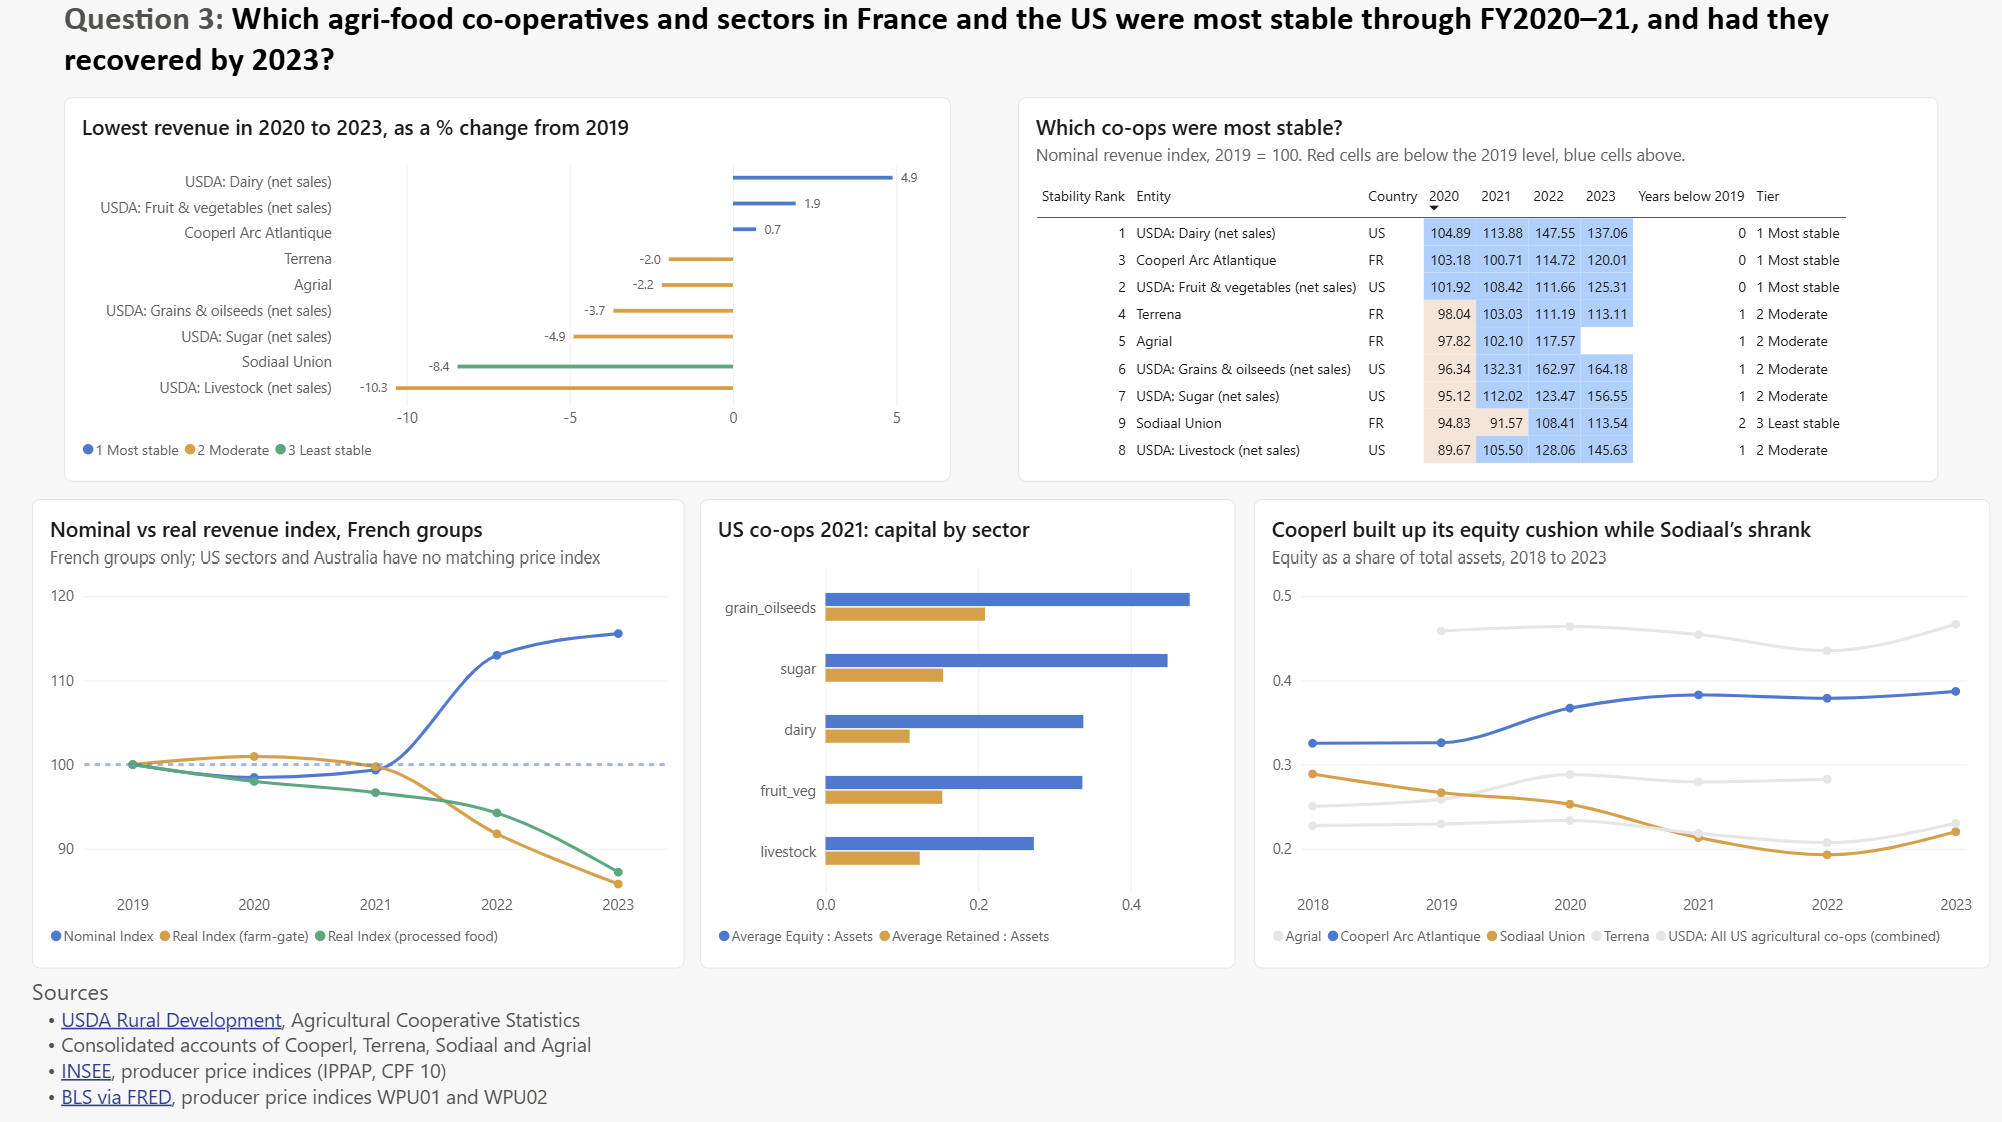 Question 3: Which agri-food co-operatives and sectors in France and the US were most stable through FY2020–21, and had they
recovered by 2023?
Lowest revenue in 2020 to 2023, as a % change from 2019
USDA: Dairy (net sales) 4.9
USDA: Fruit & vegetables (net sales) 1.9
Cooperl Arc Atlantique 0.7
Terrena -2.0
Agrial -2.2
USDA: Grains & oilseeds (net sales) -3.7
USDA: Sugar (net sales) -4.9
Sodiaal Union -8.4
USDA: Livestock (net sales) -10.3
-10 -5 0 5
1 Most stable 2 Moderate 3 Least stable
Which co-ops were most stable?
Nominal revenue index, 2019 = 100. Red cells are below the 2019 level, blue cells above.
Stability Rank Entity Country 2020 2021 2022 2023 Years below 2019 Tier
1 USDA: Dairy (net sales) US 104.89 113.88 147.55 137.06 0 1 Most stable
3 Cooperl Arc Atlantique FR 103.18 100.71 114.72 120.01 0 1 Most stable
2 USDA: Fruit & vegetables (net sales) US 101.92 108.42 111.66 125.31 0 1 Most stable
4 Terrena FR 98.04 103.03 111.19 113.11 1 2 Moderate
5 Agrial FR 97.82 102.10 117.57 1 2 Moderate
6 USDA: Grains & oilseeds (net sales) US 96.34 132.31 162.97 164.18 1 2 Moderate
7 USDA: Sugar (net sales) US 95.12 112.02 123.47 156.55 1 2 Moderate
9 Sodiaal Union FR 94.83 91.57 108.41 113.54 2 3 Least stable
8 USDA: Livestock (net sales) US 89.67 105.50 128.06 145.63 1 2 Moderate
Nominal vs real revenue index, French groups
French groups only; US sectors and Australia have no matching price index
120
110
100
90
2019 2020 2021 2022 2023
Nominal Index Real Index (farm-gate) Real Index (processed food)
US co-ops 2021: capital by sector
grain_oilseeds
sugar
dairy
fruit_veg
livestock
0.0 0.2 0.4
Average Equity : Assets Average Retained : Assets
Cooperl built up its equity cushion while Sodiaal’s shrank
Equity as a share of total assets, 2018 to 2023
0.5
0.4
0.3
0.2
2018 2019 2020 2021 2022 2023
Agrial Cooperl Arc Atlantique Sodiaal Union Terrena USDA: All US agricultural co-ops (combined)
Sources
• USDA Rural Development, Agricultural Cooperative Statistics
• Consolidated accounts of Cooperl, Terrena, Sodiaal and Agrial
• INSEE, producer price indices (IPPAP, CPF 10)
• BLS via FRED, producer price indices WPU01 and WPU02